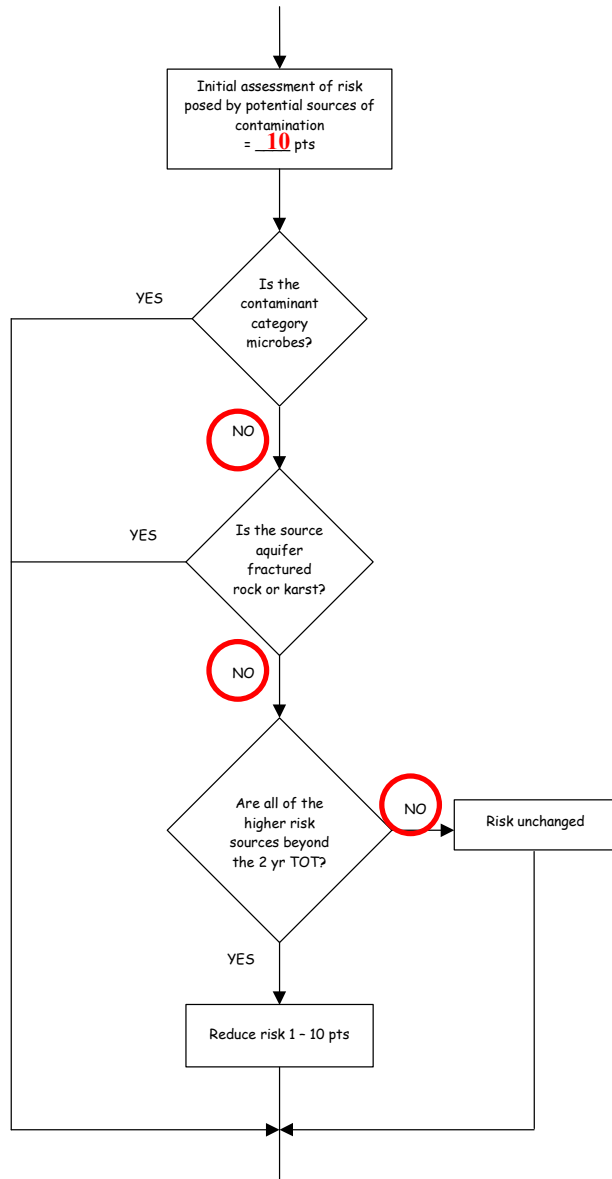 Initial assessment of risk
posed by potential sources of
contamination
= 10 pts
Is the
contaminant
category
microbes?
YES
NO
Is the source
aquifer
fractured
rock or karst?
YES
NO
Are all of the
higher risk
sources beyond
the 2 yr TOT?
NO
Risk unchanged
YES
Reduce risk 1 – 10 pts